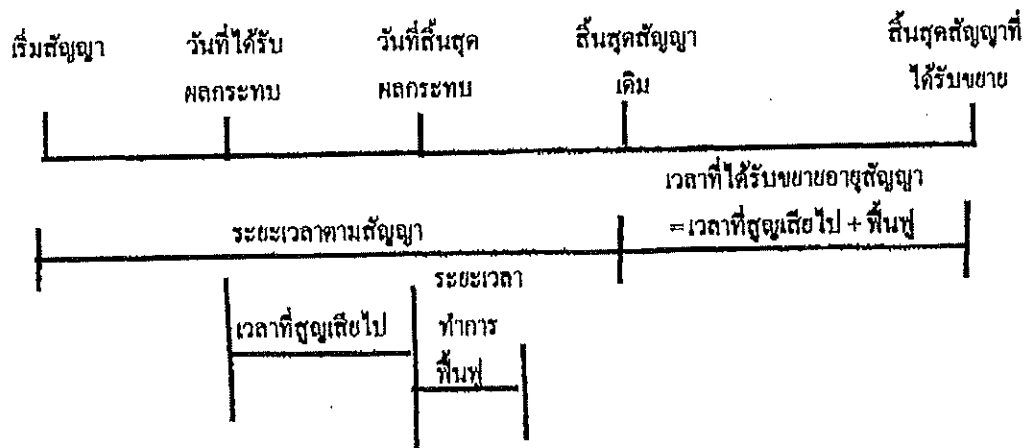 เริ่มสัญญา
วันที่ได้รับ
ผลกระทบ
วันที่สิ้นสุด
ผลกระทบ
สิ้นสุดสัญญา
เดิม
สิ้นสุดสัญญาที่
ได้รับขยาย
เวลาที่ได้รับขยายอายุสัญญา
=เวลาที่สูญเสียไป + ฟื้นฟู
ระยะเวลาตามสัญญา
เวลาที่สูญเสียไป
ระยะเวลา
ทำการ
ฟื้นฟู